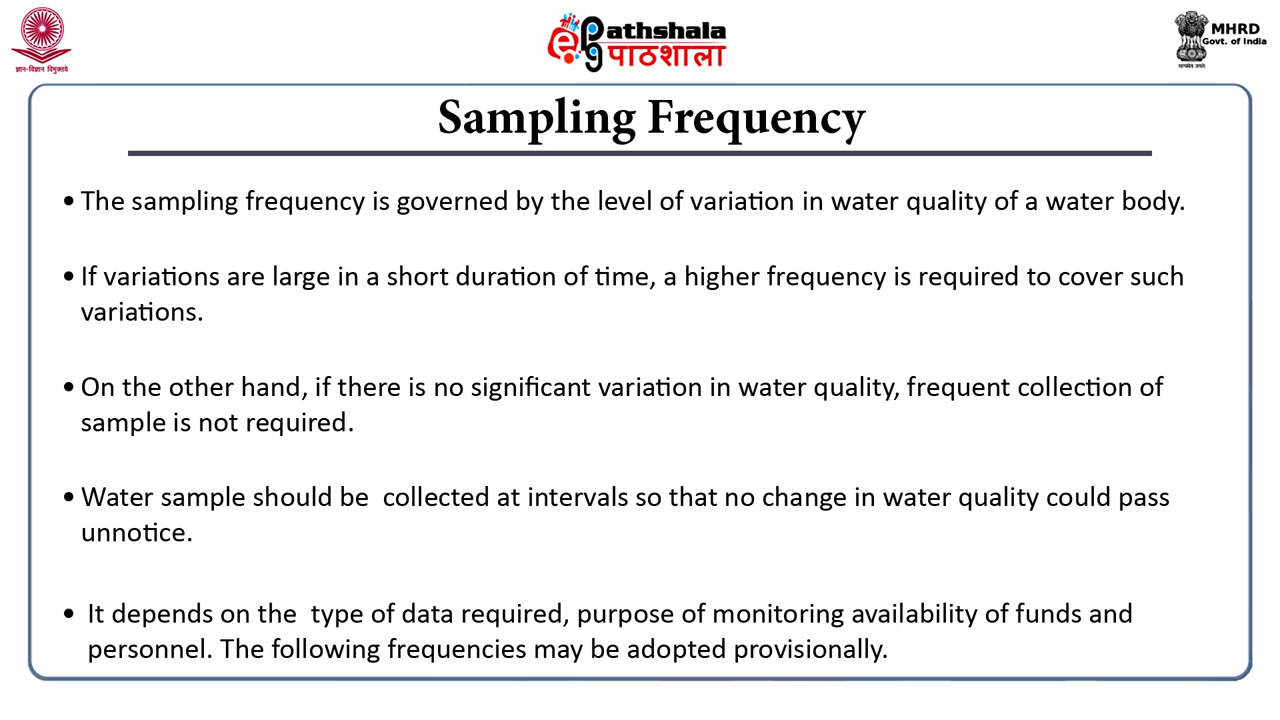 ज्ञान-विज्ञान विमुक्तये
ePathshala
पाठशाला
MHRD
Govt. of India
सत्यमेव जयते
Sampling Frequency
• The sampling frequency is governed by the level of variation in water quality of a water body.
• If variations are large in a short duration of time, a higher frequency is required to cover such
variations.
• On the other hand, if there is no significant variation in water quality, frequent collection of
sample is not required.
• Water sample should be  collected at intervals so that no change in water quality could pass
unnotice.
•  It depends on the  type of data required, purpose of monitoring availability of funds and
personnel. The following frequencies may be adopted provisionally.